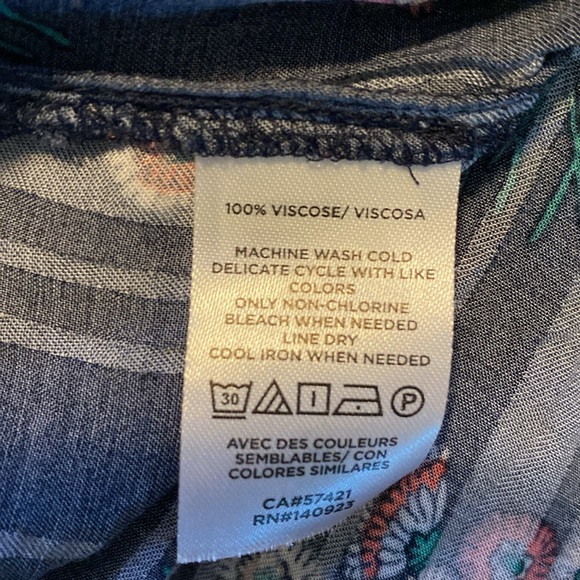 100% VISCOSE/ VISCOSA
MACHINE WASH COLD
DELICATE CYCLE WITH LIKE
COLORS
ONLY NON-CHLORINE
BLEACH WHEN NEEDED
LINE DRY
COOL IRON WHEN NEEDED
30 P
AVEC DES COULEURS
SEMBLABLES/ CON
COLORES SIMILARES
CA#57421
RN#140923